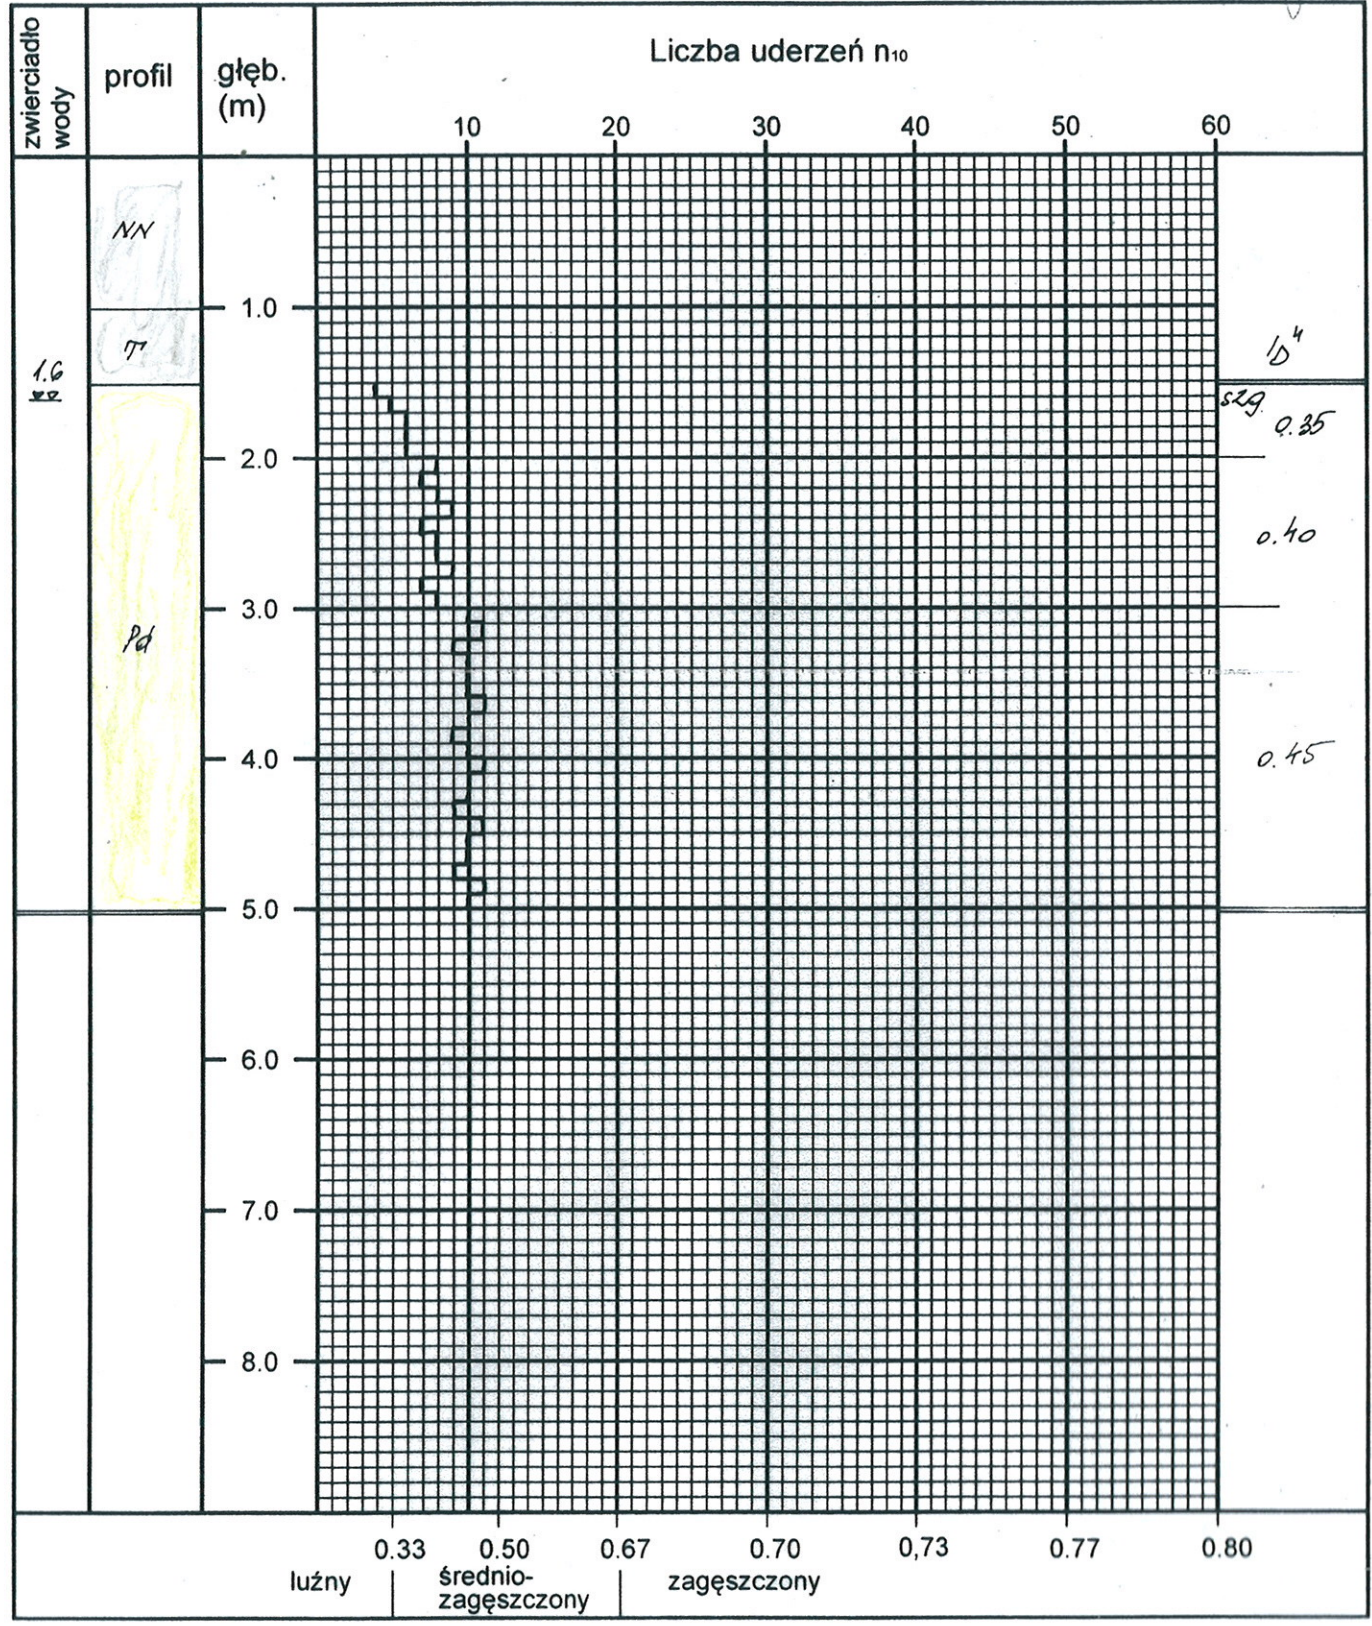 zwierciadło
wody
profil
głęb.
(m)
Liczba uderzeń n10
10 20 30 40 50 60
NN
1.0
T
1.6
ID"
szg
0.35
2.0
0.40
3.0
Pd
4.0
0.45
5.0
6.0
7.0
8.0
0.33 0.50 0.67 0.70 0,73 0.77 0.80
luźny
średnio-
zagęszczony
zagęszczony